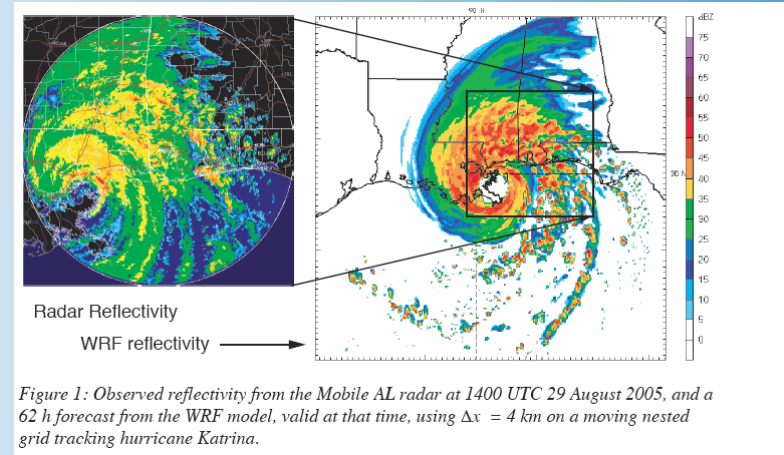 90 W
dBZ
75
70
65
60
55
50
45
40
35
30
25
20
15
10
5
0
30 N
Radar Reflectivity
WRF reflectivity
Figure 1: Observed reflectivity from the Mobile AL radar at 1400 UTC 29 August 2005, and a
62 h forecast from the WRF model, valid at that time, using Δx = 4 km on a moving nested
grid tracking hurricane Katrina.